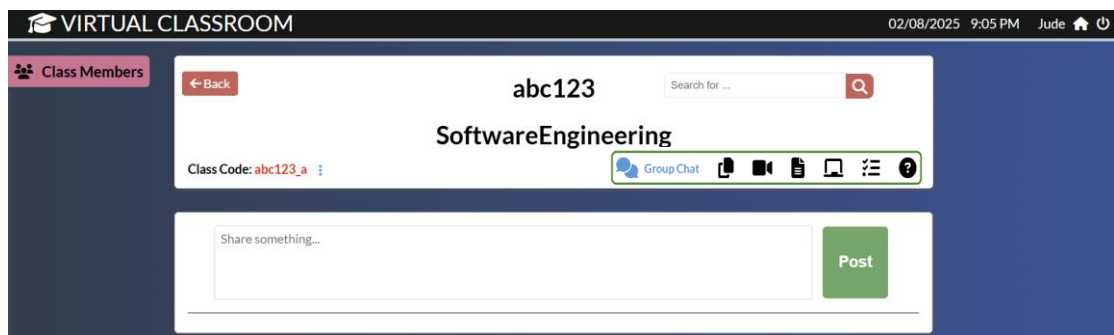 VIRTUAL CLASSROOM
02/08/2025 9:05 PM Jude
Class Members
Back
abc123
Search for ...
SoftwareEngineering
Class Code: abc123_a
Group Chat
Share something...
Post